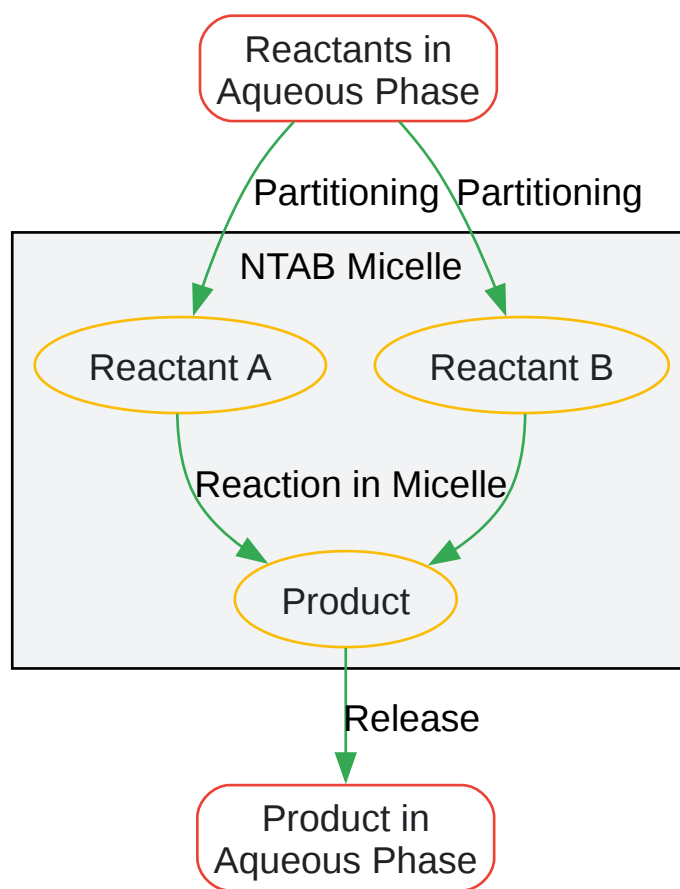 Reactants in
Aqueous Phase
Partitioning Partitioning
NTAB Micelle
Reactant A
Reactant B
Reaction in Micelle
Product
Release
Product in
Aqueous Phase